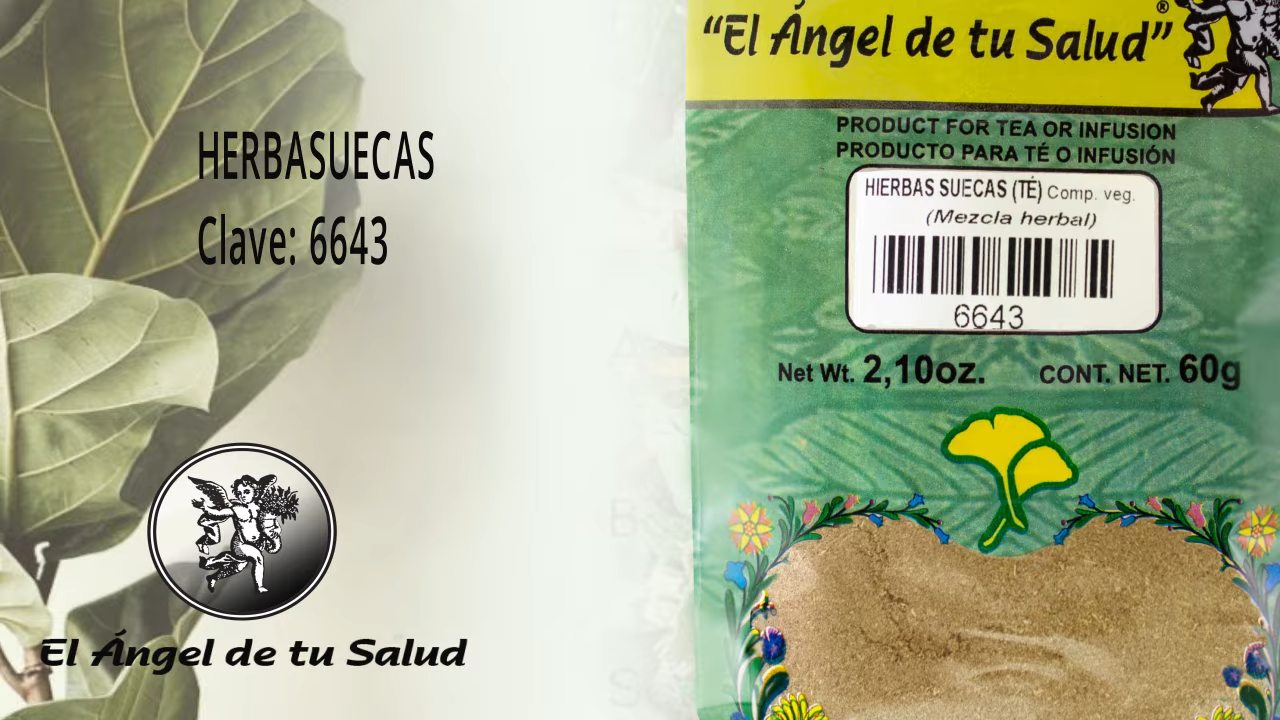 HERBASUECAS
Clave: 6643
El Ángel de tu Salud
“El Ángel de tu Salud”®
PRODUCT FOR TEA OR INFUSION
PRODUCTO PARA TÉ O INFUSIÓN
HIERBAS SUECAS (TÉ) Comp. veg.
(Mezcla herbal)
6643
Net Wt. 2,10oz. CONT. NET. 60g